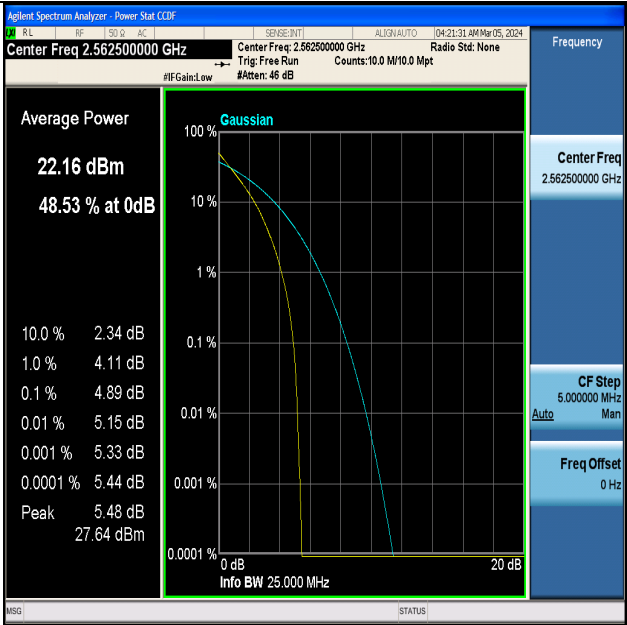 Agilent Spectrum Analyzer - Power Stat CCDF
LXI RL RF 50 Ω AC SENSE:INT ALIGN AUTO 04:21:31 AM Mar 05, 2024
Center Freq 2.562500000 GHz
Center Freq: 2.562500000 GHz Radio Std: None
Trig: Free Run Counts:10.0 M/10.0 Mpt
#IFGain:Low #Atten: 46 dB
Frequency
Average Power
22.16 dBm
48.53 % at 0dB
10.0 % 2.34 dB
1.0 % 4.11 dB
0.1 % 4.89 dB
0.01 % 5.15 dB
0.001 % 5.33 dB
0.0001 % 5.44 dB
Peak 5.48 dB
27.64 dBm
Gaussian
100 %
10 %
1 %
0.1 %
0.01 %
0.001 %
0.0001 %
0 dB 20 dB
Info BW 25.000 MHz
Center Freq
2.562500000 GHz
CF Step
5.000000 MHz
Auto Man
Freq Offset
0 Hz
MSG STATUS